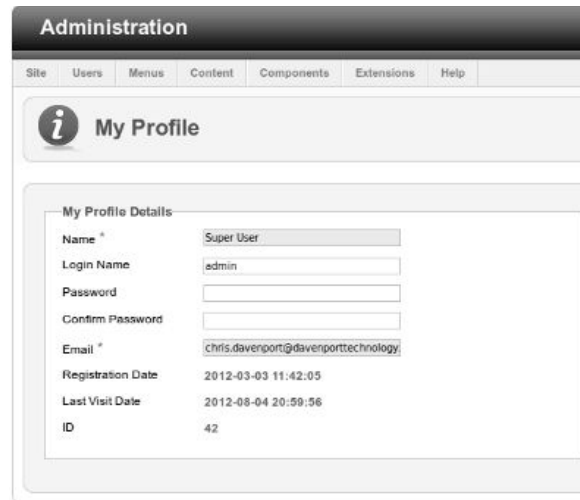 Administration
Site Users Menus Content Components Extensions Help
My Profile
My Profile Details
Name * Super User
Login Name admin
Password
Confirm Password
Email * chris.davenport@davenporttechnology.
Registration Date 2012-03-03 11:42:05
Last Visit Date 2012-08-04 20:59:56
ID 42